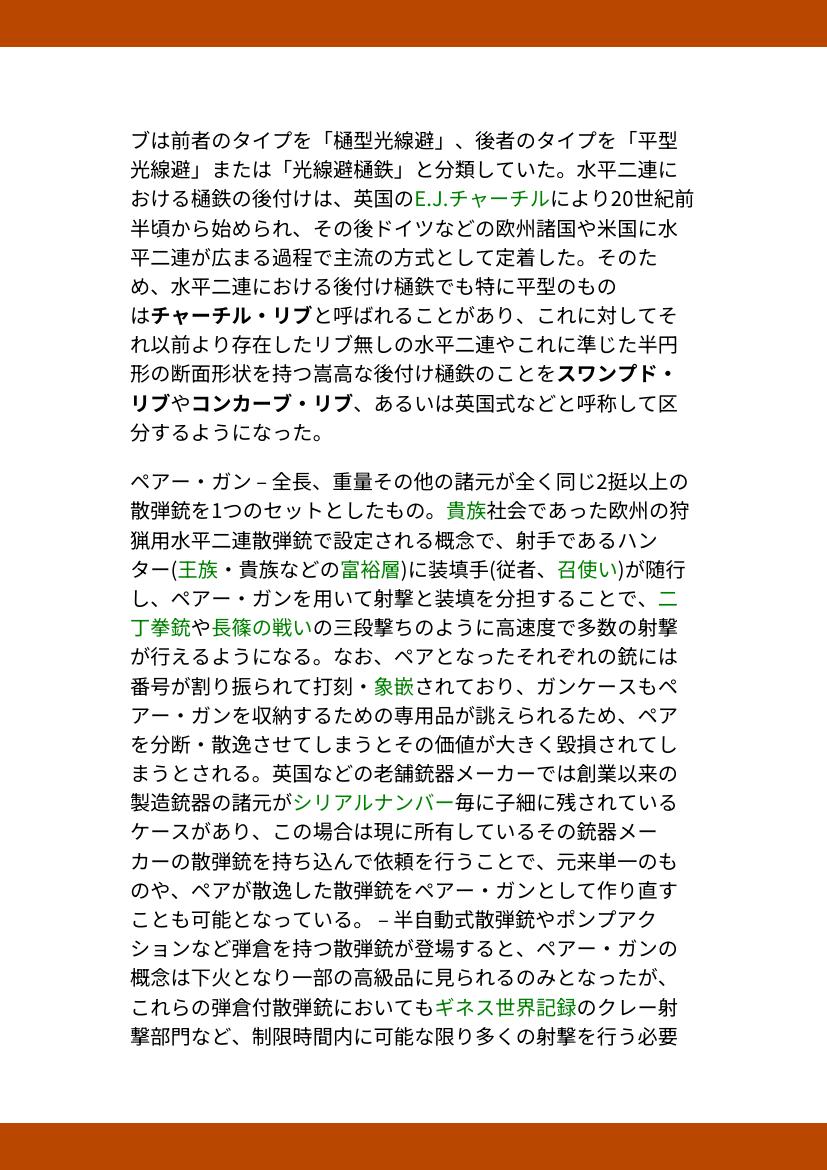 ブは前者のタイプを「樋型光線避」、後者のタイプを「平型
光線避」または「光線避樋鉄」と分類していた。水平二連に
おける樋鉄の後付けは、英国のE.J.チャーチルにより20世紀前
半頃から始められ、その後ドイツなどの欧州諸国や米国に水
平二連が広まる過程で主流の方式として定着した。そのた
め、水平二連における後付け樋鉄でも特に平型のもの
はチャーチル・リブと呼ばれることがあり、これに対してそ
れ以前より存在したリブ無しの水平二連やこれに準じた半円
形の断面形状を持つ嵩高な後付け樋鉄のことをスワンプド・
リブやコンカーブ・リブ、あるいは英国式などと呼称して区
分するようになった。
ペアー・ガン – 全長、重量その他の諸元が全く同じ2挺以上の
散弾銃を1つのセットとしたもの。貴族社会であった欧州の狩
猟用水平二連散弾銃で設定される概念で、射手であるハン
ター(王族・貴族などの富裕層)に装填手(従者、召使い)が随行
し、ペアー・ガンを用いて射撃と装填を分担することで、二
丁拳銃や長篠の戦いの三段撃ちのように高速度で多数の射撃
が行えるようになる。なお、ペアとなったそれぞれの銃には
番号が割り振られて打刻・象嵌されており、ガンケースもペ
アー・ガンを収納するための専用品が誂えられるため、ペア
を分断・散逸させてしまうとその価値が大きく毀損されてし
まうとされる。英国などの老舗銃器メーカーでは創業以来の
製造銃器の諸元がシリアルナンバー毎に子細に残されている
ケースがあり、この場合は現に所有しているその銃器メー
カーの散弾銃を持ち込んで依頼を行うことで、元来単一のも
のや、ペアが散逸した散弾銃をペアー・ガンとして作り直す
ことも可能となっている。 – 半自動式散弾銃やポンプアク
ションなど弾倉を持つ散弾銃が登場すると、ペアー・ガンの
概念は下火となり一部の高級品に見られるのみとなったが、
これらの弾倉付散弾銃においてもギネス世界記録のクレー射
撃部門など、制限時間内に可能な限り多くの射撃を行う必要